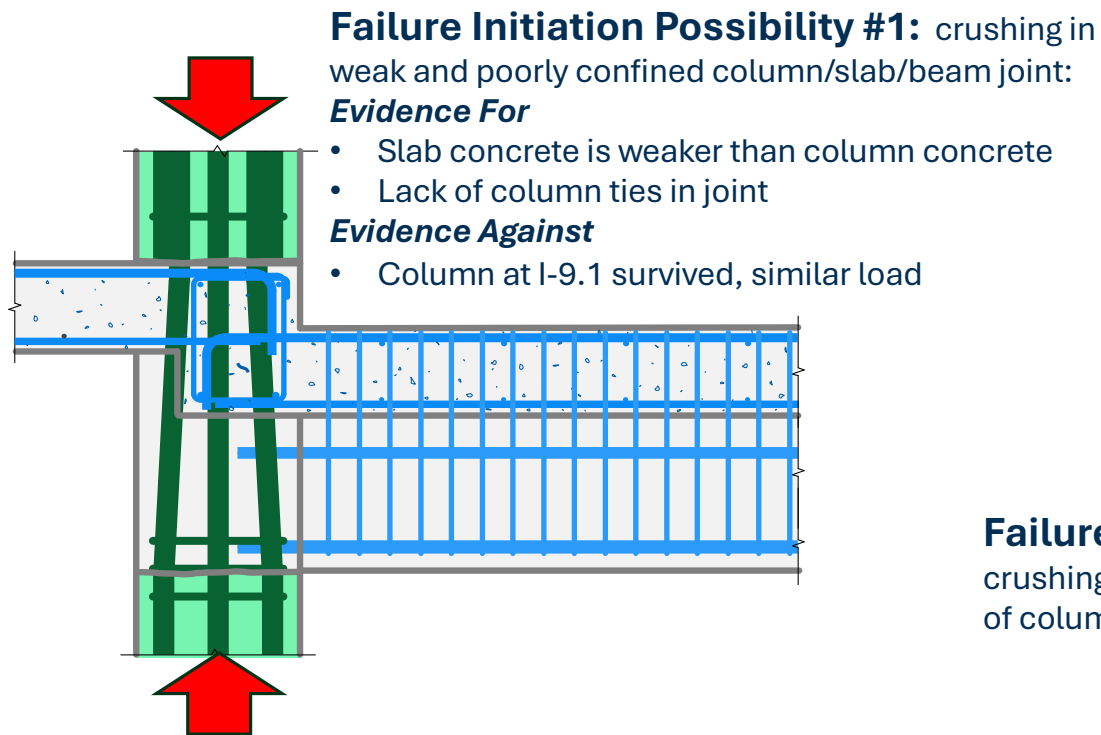 Failure Initiation Possibility #1: crushing in
weak and poorly confined column/slab/beam joint:
Evidence For
• Slab concrete is weaker than column concrete
• Lack of column ties in joint
Evidence Against
• Column at I-9.1 survived, similar load
Failure
crushing
of colum